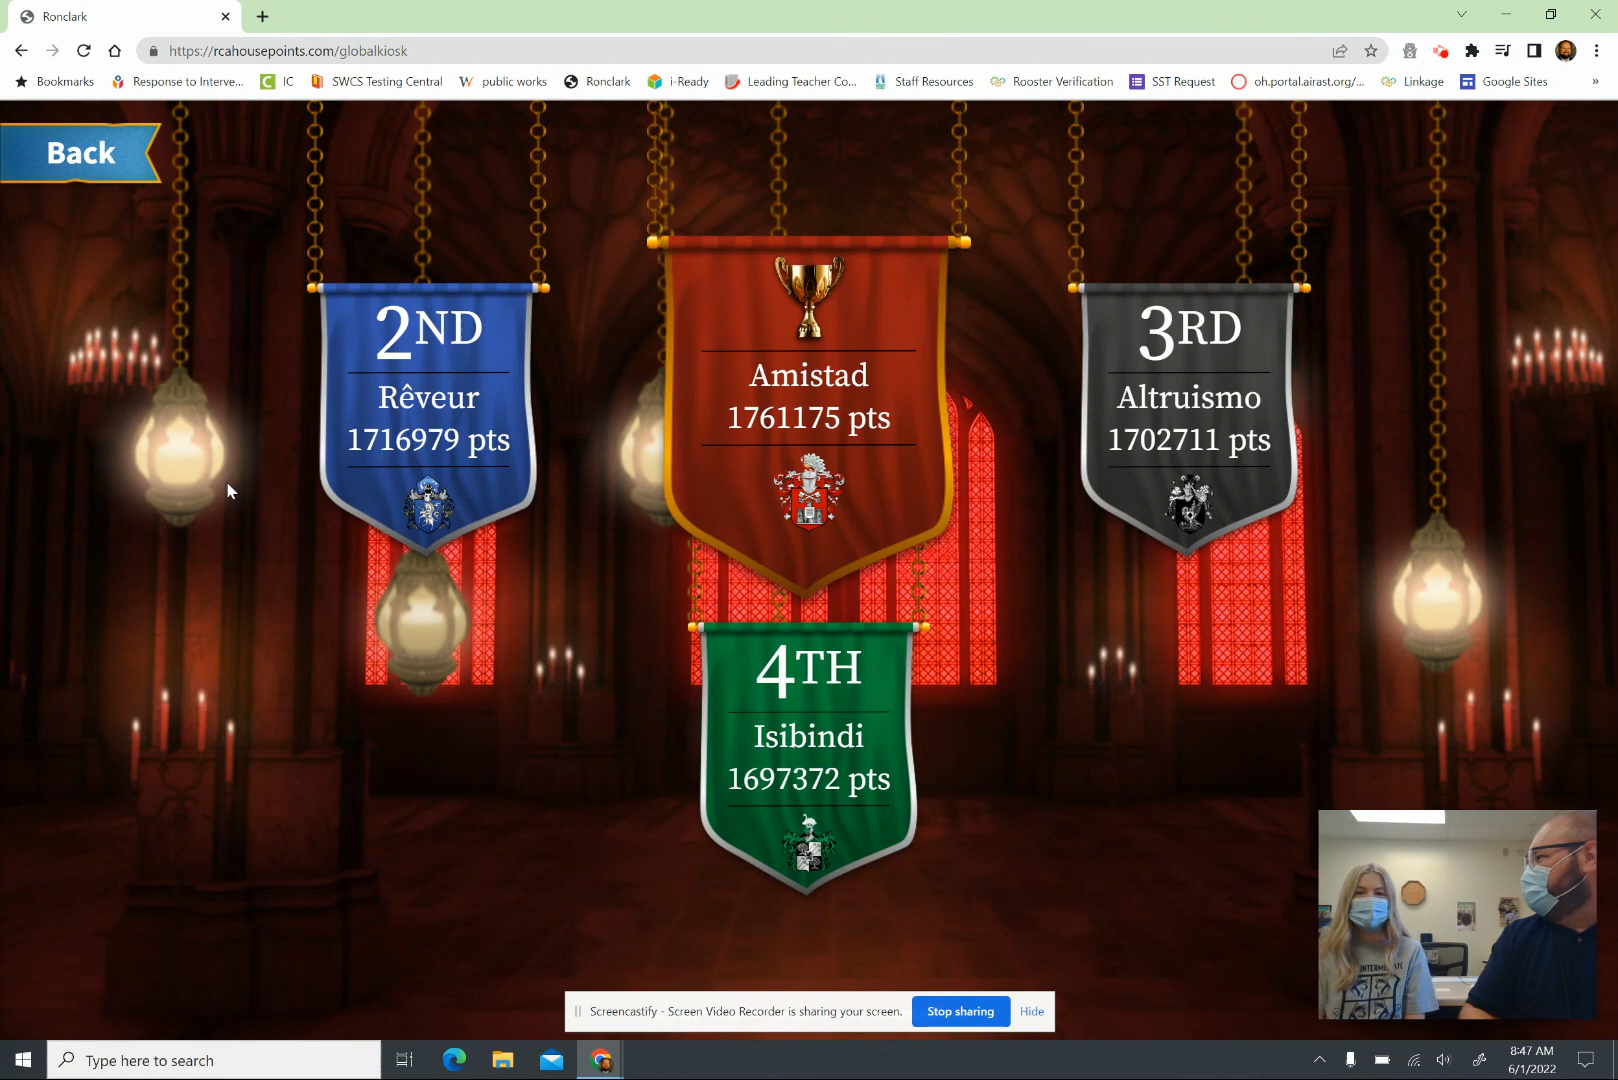 Ronclark
https://rcahousepoints.com/globalkiosk
Bookmarks
Response to Interve...
IC
SWCS Testing Central
public works
Ronclark
i-Ready
Leading Teacher Co...
Staff Resources
Rooster Verification
SST Request
oh.portal.airast.org/...
Linkage
Google Sites
»
Back
2ND
Rêveur
1716979 pts
Amistad
1761175 pts
3RD
Altruismo
1702711 pts
4TH
Isibindi
1697372 pts
Screencastify - Screen Video Recorder is sharing your screen.
Stop sharing
Hide
Type here to search
8:47 AM
6/1/2022